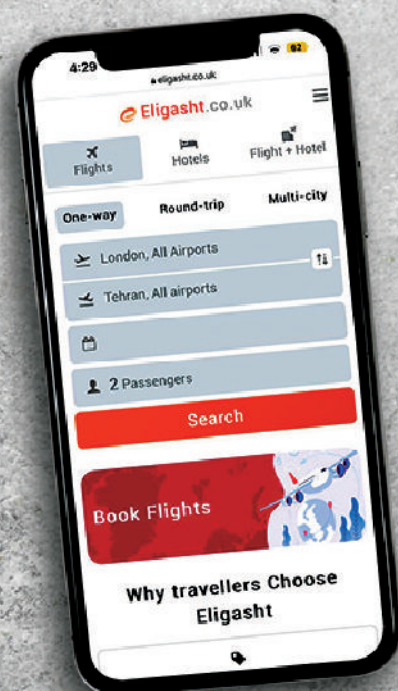 4:29
92
eligasht.co.uk
Eligasht.co.uk
Flights
Hotels
Flight + Hotel
One-way
Round-trip
Multi-city
London, All Airports
Tehran, All airports
2 Passengers
Search
Book Flights
Why travellers Choose
Eligasht